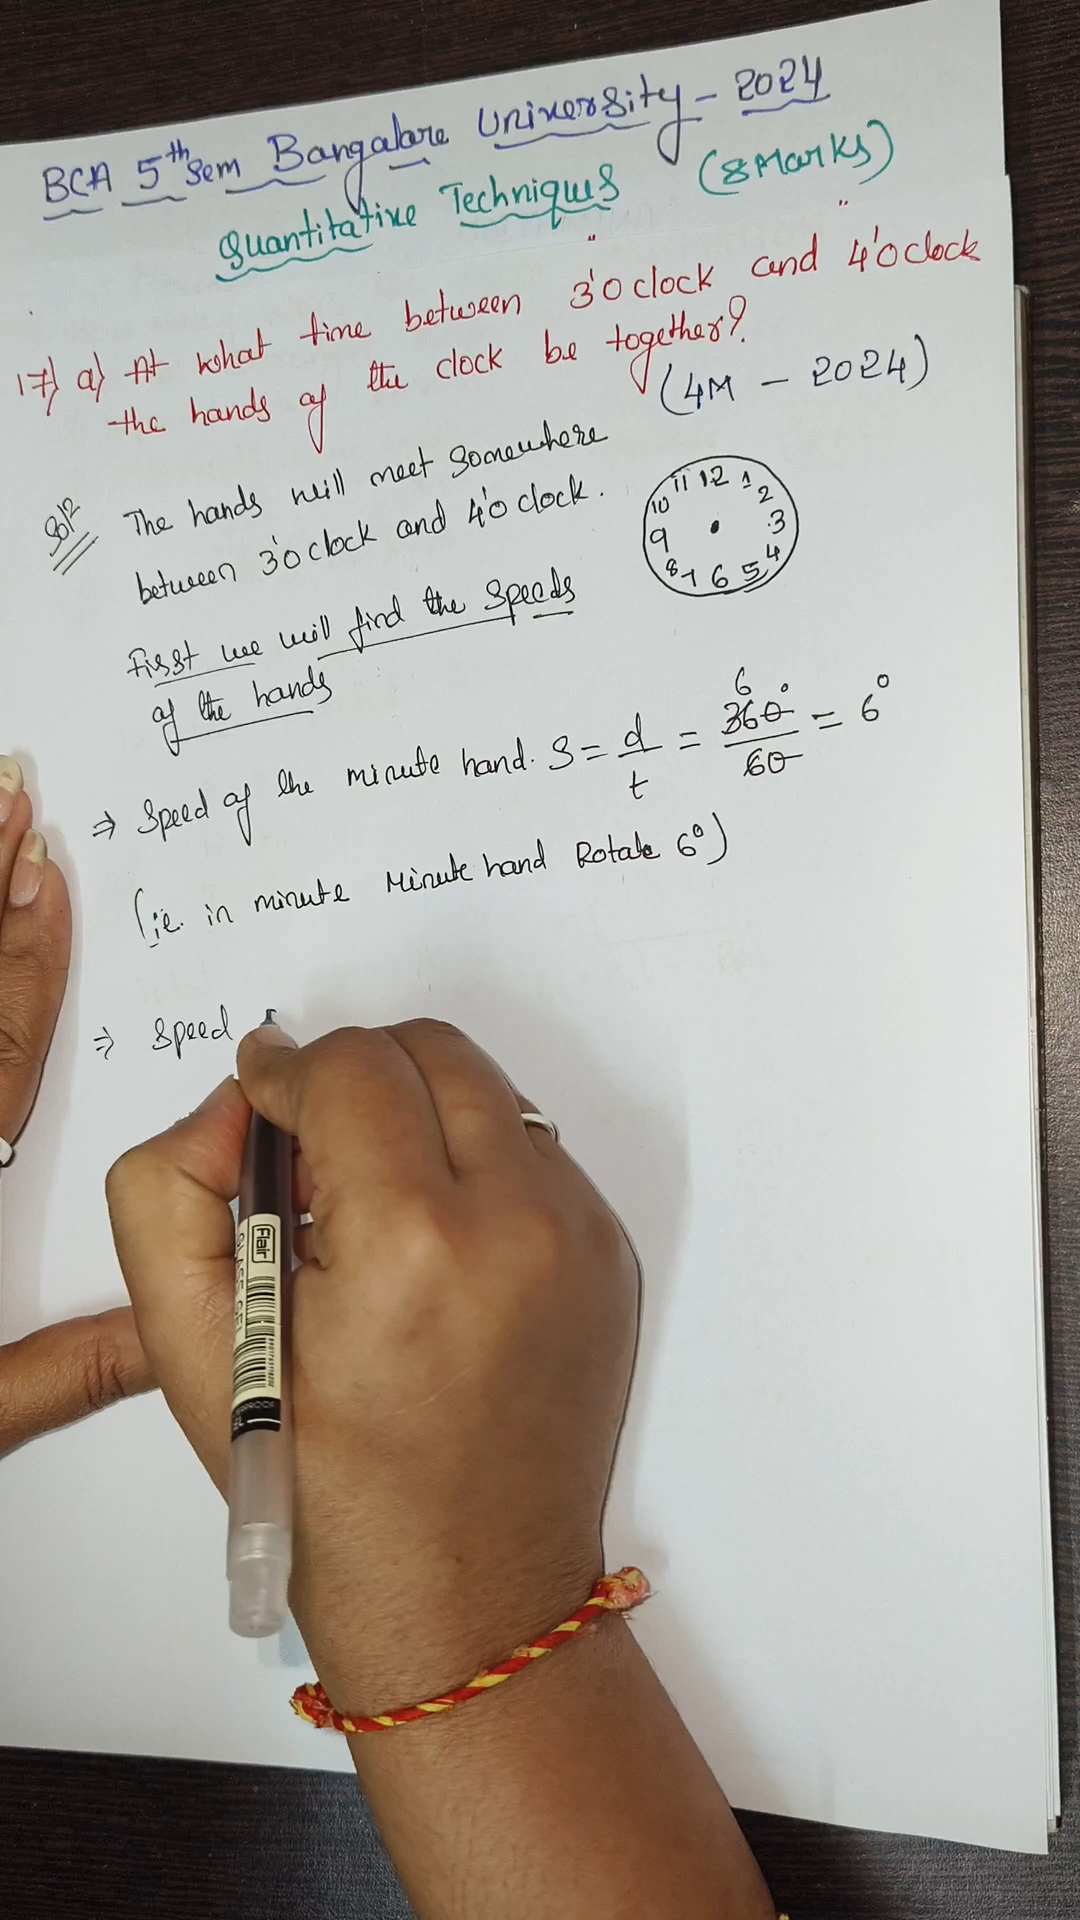 BCA 5th Sem Bangalore University - 2024
Quantitative Techniques (8 Marks)
17) a) At what time between 3'O clock and 4'O clock
the hands of the clock be together?
(4M - 2024)
Soln The hands will meet somewhere
between 3'O clock and 4'O clock.
11 12 1
10 2
9 3
8 7 6 5 4
First we will find the speeds
of the hands
⇒ Speed of the minute hand. S = d/t = 360°/60 = 6°
6
(ie. in minute Minute hand Rotate 6°)
⇒ Speed
Flair